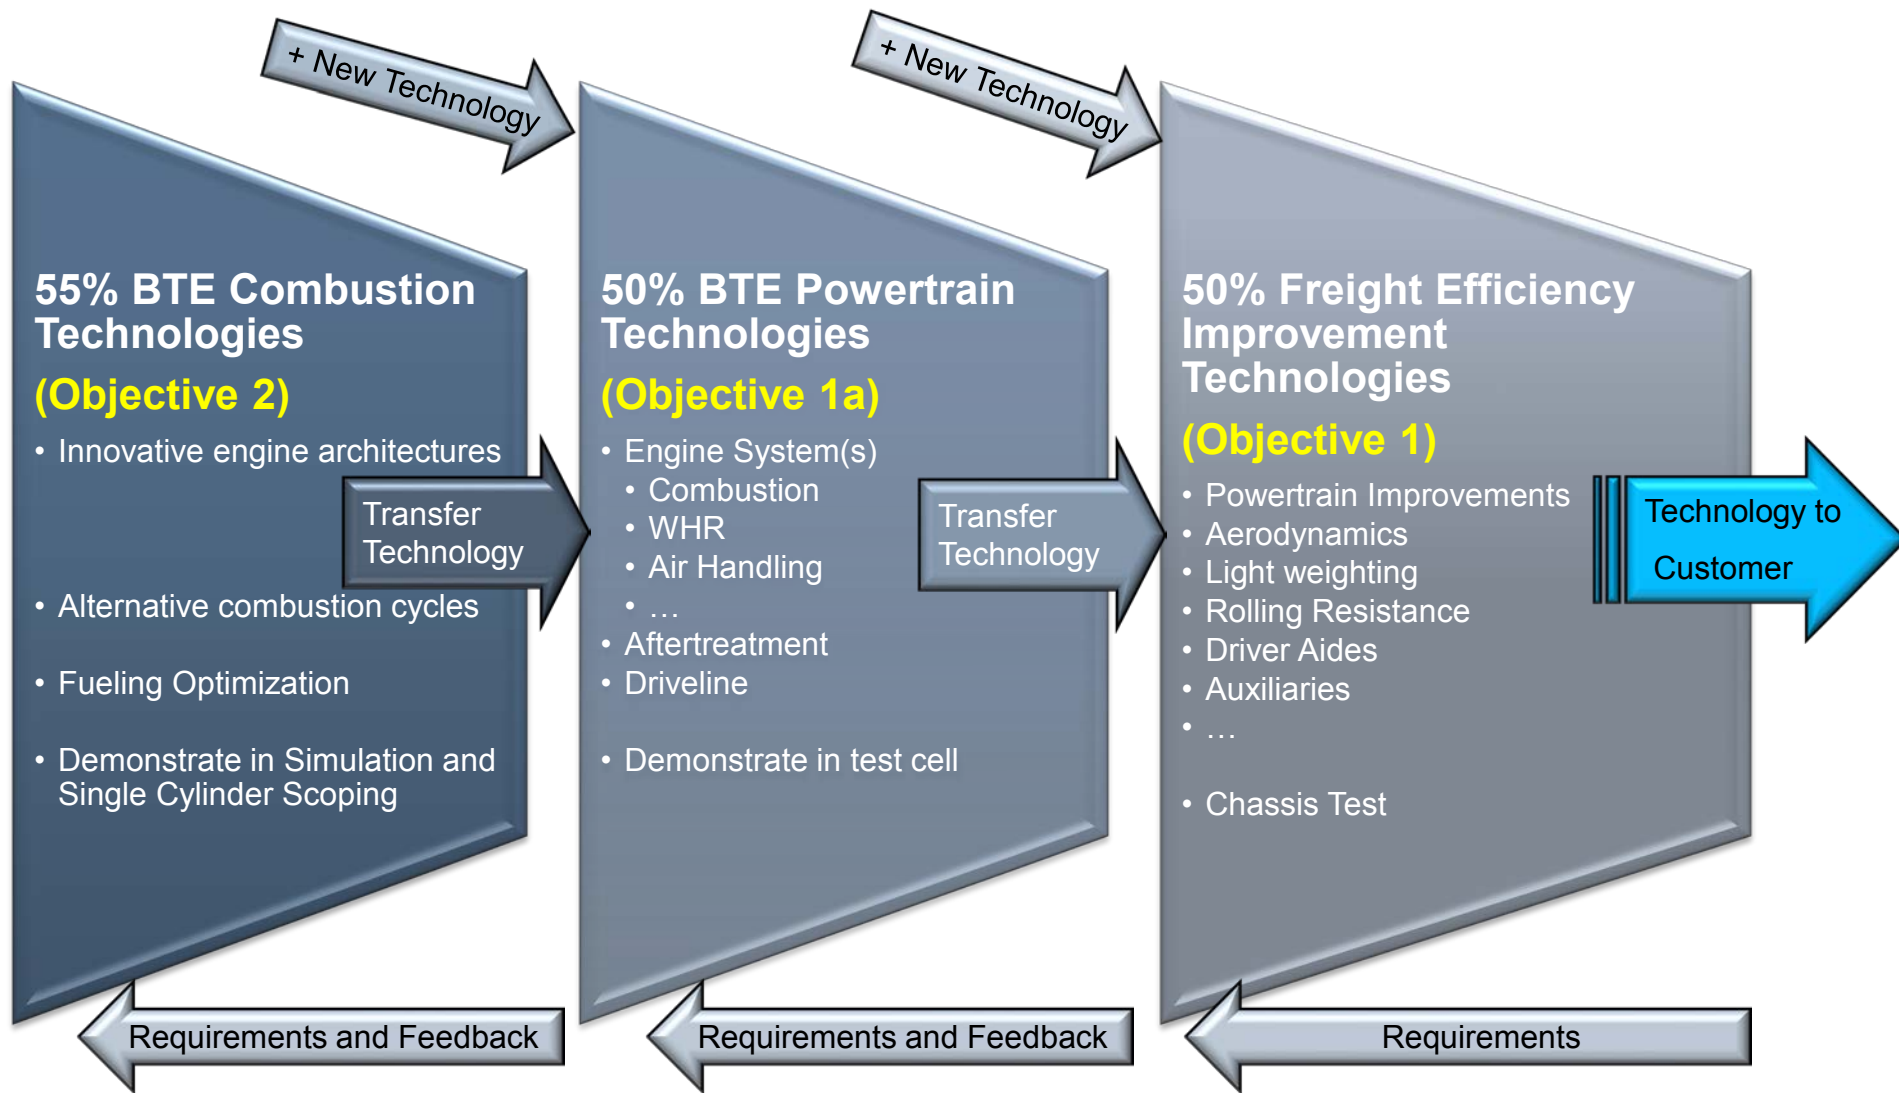 + New Technology
+ New Technology
55% BTE Combustion
Technologies
(Objective 2)
• Innovative engine architectures
• Alternative combustion cycles
• Fueling Optimization
• Demonstrate in Simulation and
Single Cylinder Scoping
Transfer
Technology
50% BTE Powertrain
Technologies
(Objective 1a)
• Engine System(s)
• Combustion
• WHR
• Air Handling
• …
• Aftertreatment
• Driveline
• Demonstrate in test cell
Transfer
Technology
50% Freight Efficiency
Improvement
Technologies
(Objective 1)
• Powertrain Improvements
• Aerodynamics
• Light weighting
• Rolling Resistance
• Driver Aides
• Auxiliaries
• …
• Chassis Test
Technology to
Customer
Requirements and Feedback
Requirements and Feedback
Requirements